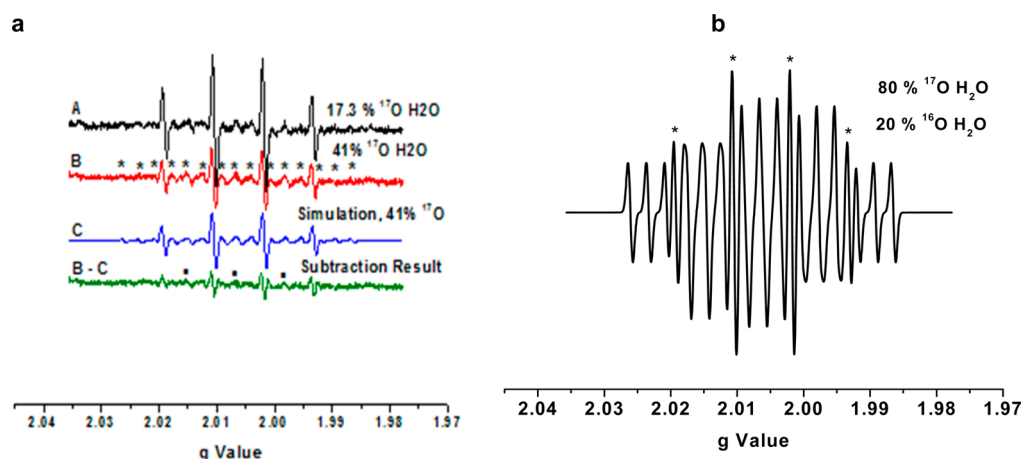 a
A
17.3 % ¹⁷O H2O
41% ¹⁷O H2O
B
* * * * * * * * * * * * * * * *
Simulation, 41% ¹⁷O
C
B - C
Subtraction Result
2.04 2.03 2.02 2.01 2.00 1.99 1.98 1.97
g Value
b
* * * *
80 % ¹⁷O H₂O
20 % ¹⁶O H₂O
2.04 2.03 2.02 2.01 2.00 1.99 1.98 1.97
g Value